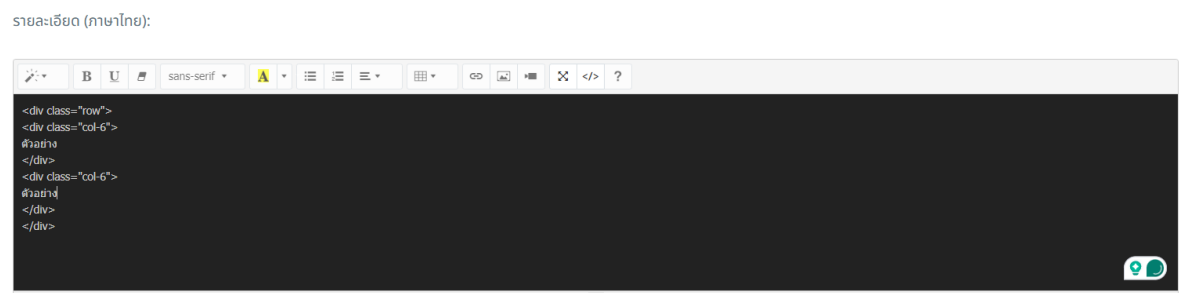 รายละเอียด (ภาษาไทย):
B U sans-serif A </> ?
<div class="row">
<div class="col-6">
ตัวอย่าง
</div>
<div class="col-6">
ตัวอย่าง
</div>
</div>